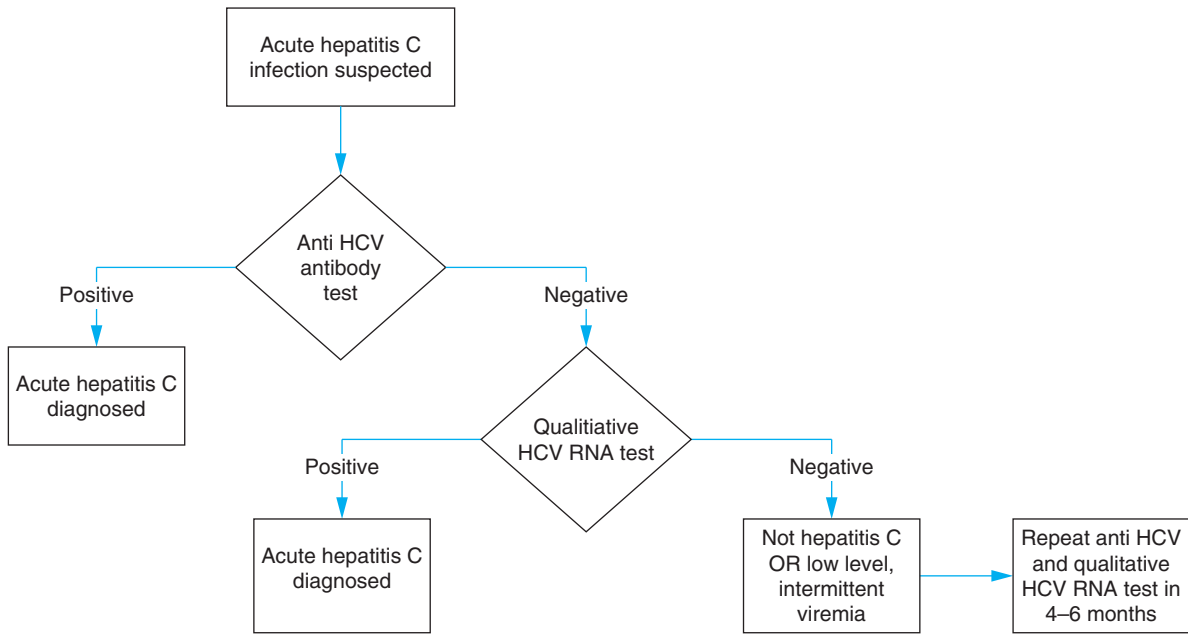 Acute hepatitis C
infection suspected
Anti HCV
antibody
test
Positive
Negative
Acute hepatitis C
diagnosed
Qualitiative
HCV RNA test
Positive
Negative
Acute hepatitis C
diagnosed
Not hepatitis C
OR low level,
intermittent
viremia
Repeat anti HCV
and qualitative
HCV RNA test in
4–6 months